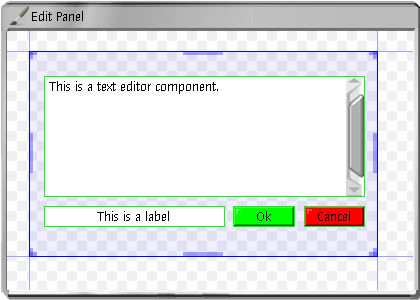 Edit Panel
This is a text editor component.
This is a label
Ok
Cancel